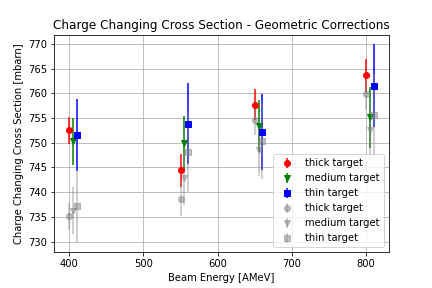 Charge Changing Cross Section - Geometric Corrections
Charge Changing Cross Section [mbarn]
770
765
760
755
750
745
740
735
730
thick target
medium target
thin target
thick target
medium target
thin target
400
500
600
700
800
Beam Energy [AMeV]